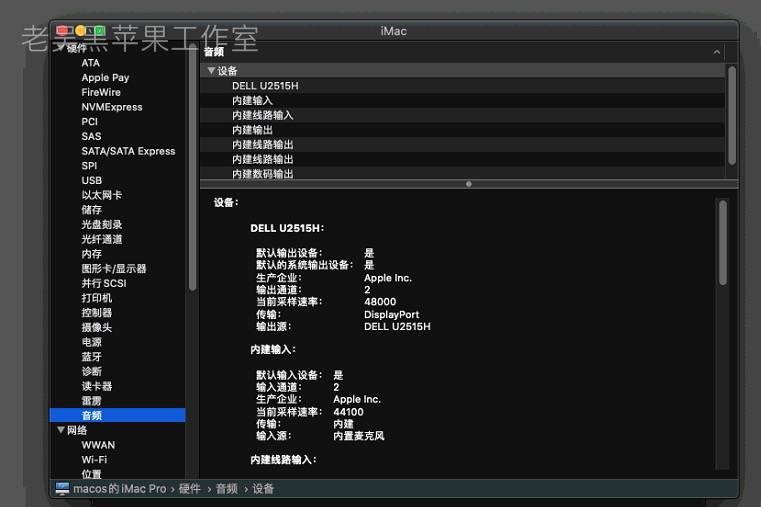 iMac
老吴黑苹果工作室
硬件
ATA
Apple Pay
FireWire
NVMExpress
PCI
SAS
SATA/SATA Express
SPI
USB
以太网卡
储存
光盘刻录
光纤通道
内存
图形卡/显示器
并行 SCSI
打印机
控制器
摄像头
电源
蓝牙
诊断
读卡器
雷雳
音频
网络
WWAN
Wi-Fi
位置
音频
设备
DELL U2515H
内建输入
内建线路输入
内建输出
内建线路输出
内建线路输出
内建数码输出
设备：
DELL U2515H：
默认输出设备： 是
默认的系统输出设备： 是
生产企业： Apple Inc.
输出通道： 2
当前采样速率： 48000
传输： DisplayPort
输出源： DELL U2515H
内建输入：
默认输入设备： 是
输入通道： 2
生产企业： Apple Inc.
当前采样速率： 44100
传输： 内建
输入源： 内置麦克风
内建线路输入：
macos的iMac Pro › 硬件 › 音频 › 设备